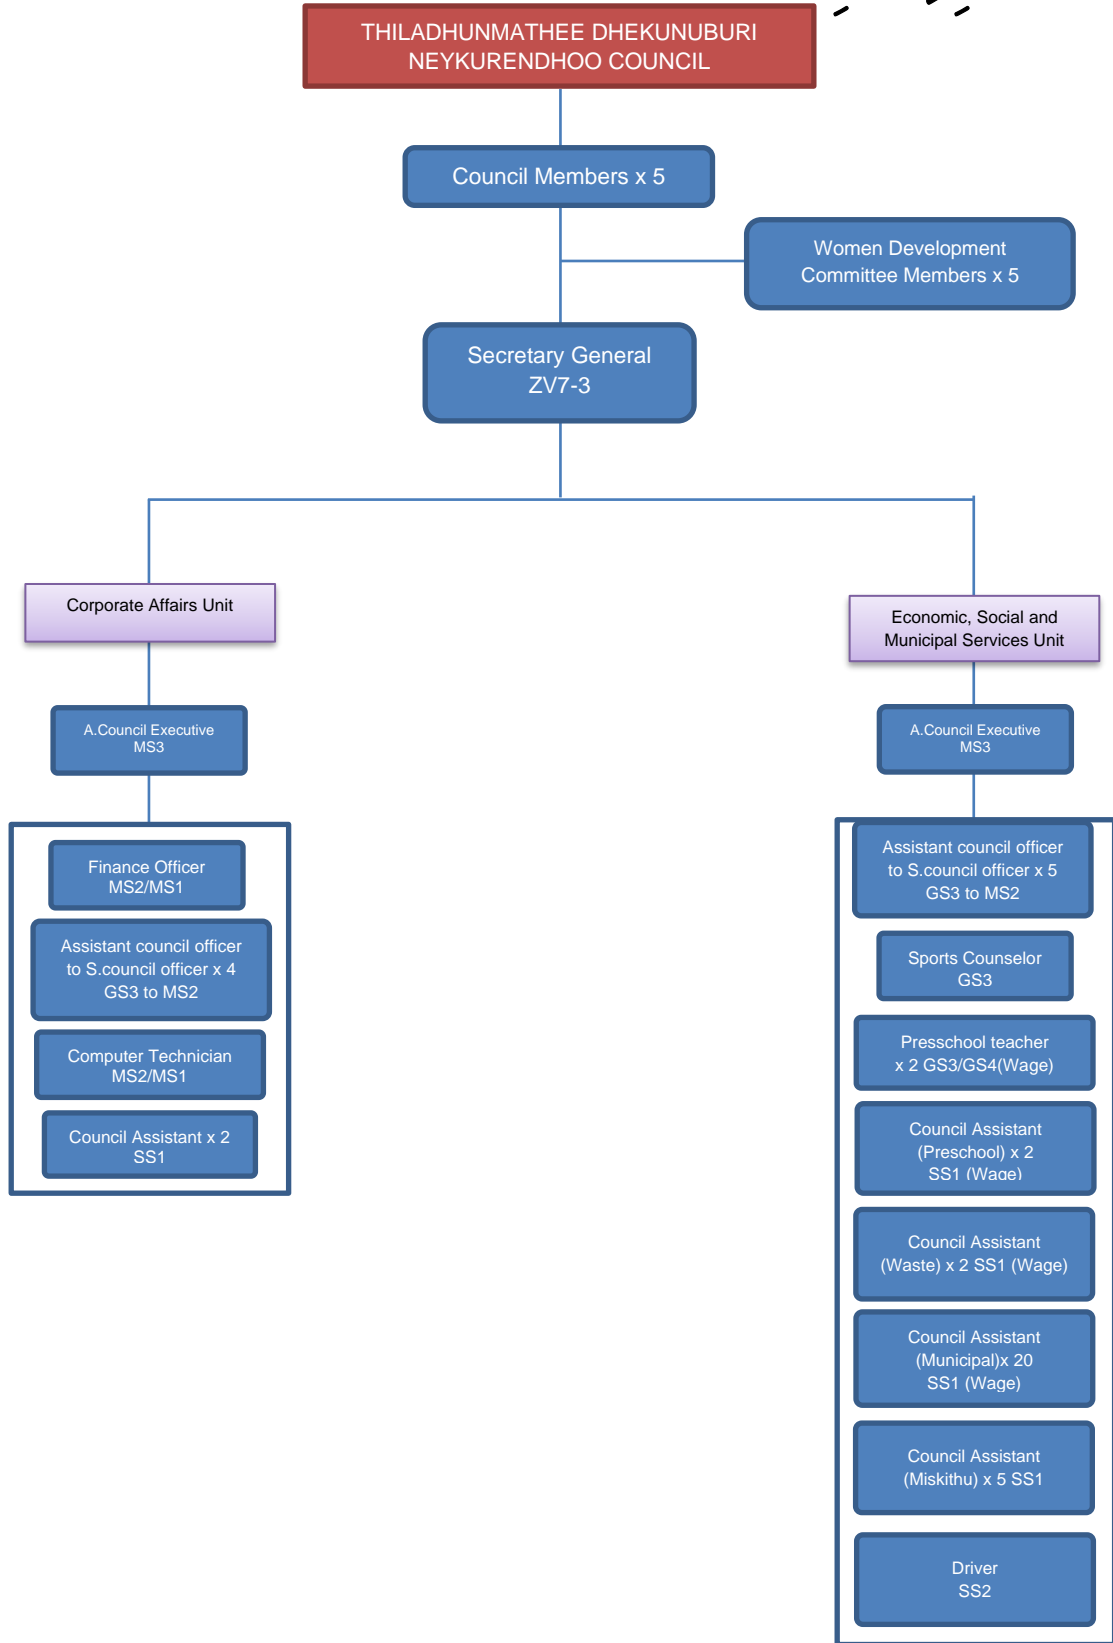 THILADHUNMATHEE DHEKUNUBURI
NEYKURENDHOO COUNCIL
Council Members x 5
Women Development
Committee Members x 5
Secretary General
ZV7-3
Corporate Affairs Unit
A.Council Executive
MS3
Finance Officer
MS2/MS1
Assistant council officer
to S.council officer x 4
GS3 to MS2
Computer Technician
MS2/MS1
Council Assistant x 2
SS1
Economic, Social and
Municipal Services Unit
A.Council Executive
MS3
Assistant council officer
to S.council officer x 5
GS3 to MS2
Sports Counselor
GS3
Presschool teacher
x 2 GS3/GS4(Wage)
Council Assistant
(Preschool) x 2
SS1 (Wage)
Council Assistant
(Waste) x 2 SS1 (Wage)
Council Assistant
(Municipal)x 20
SS1 (Wage)
Council Assistant
(Miskithu) x 5 SS1
Driver
SS2